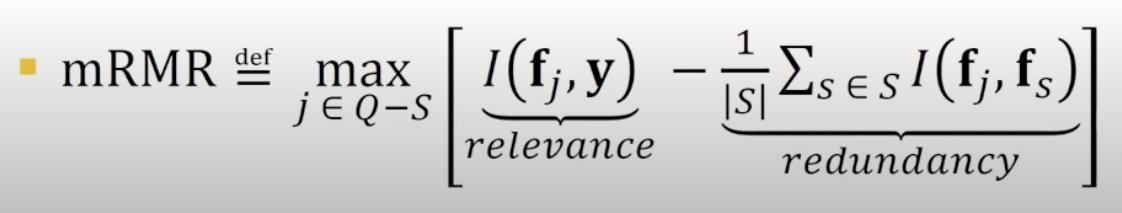 ▪ mRMR ≝ max_{j ∈ Q−S} [ I(𝐟_j, 𝐲) − 1/|S| ∑_{s ∈ S} I(𝐟_j, 𝐟_s) ]
relevance
redundancy